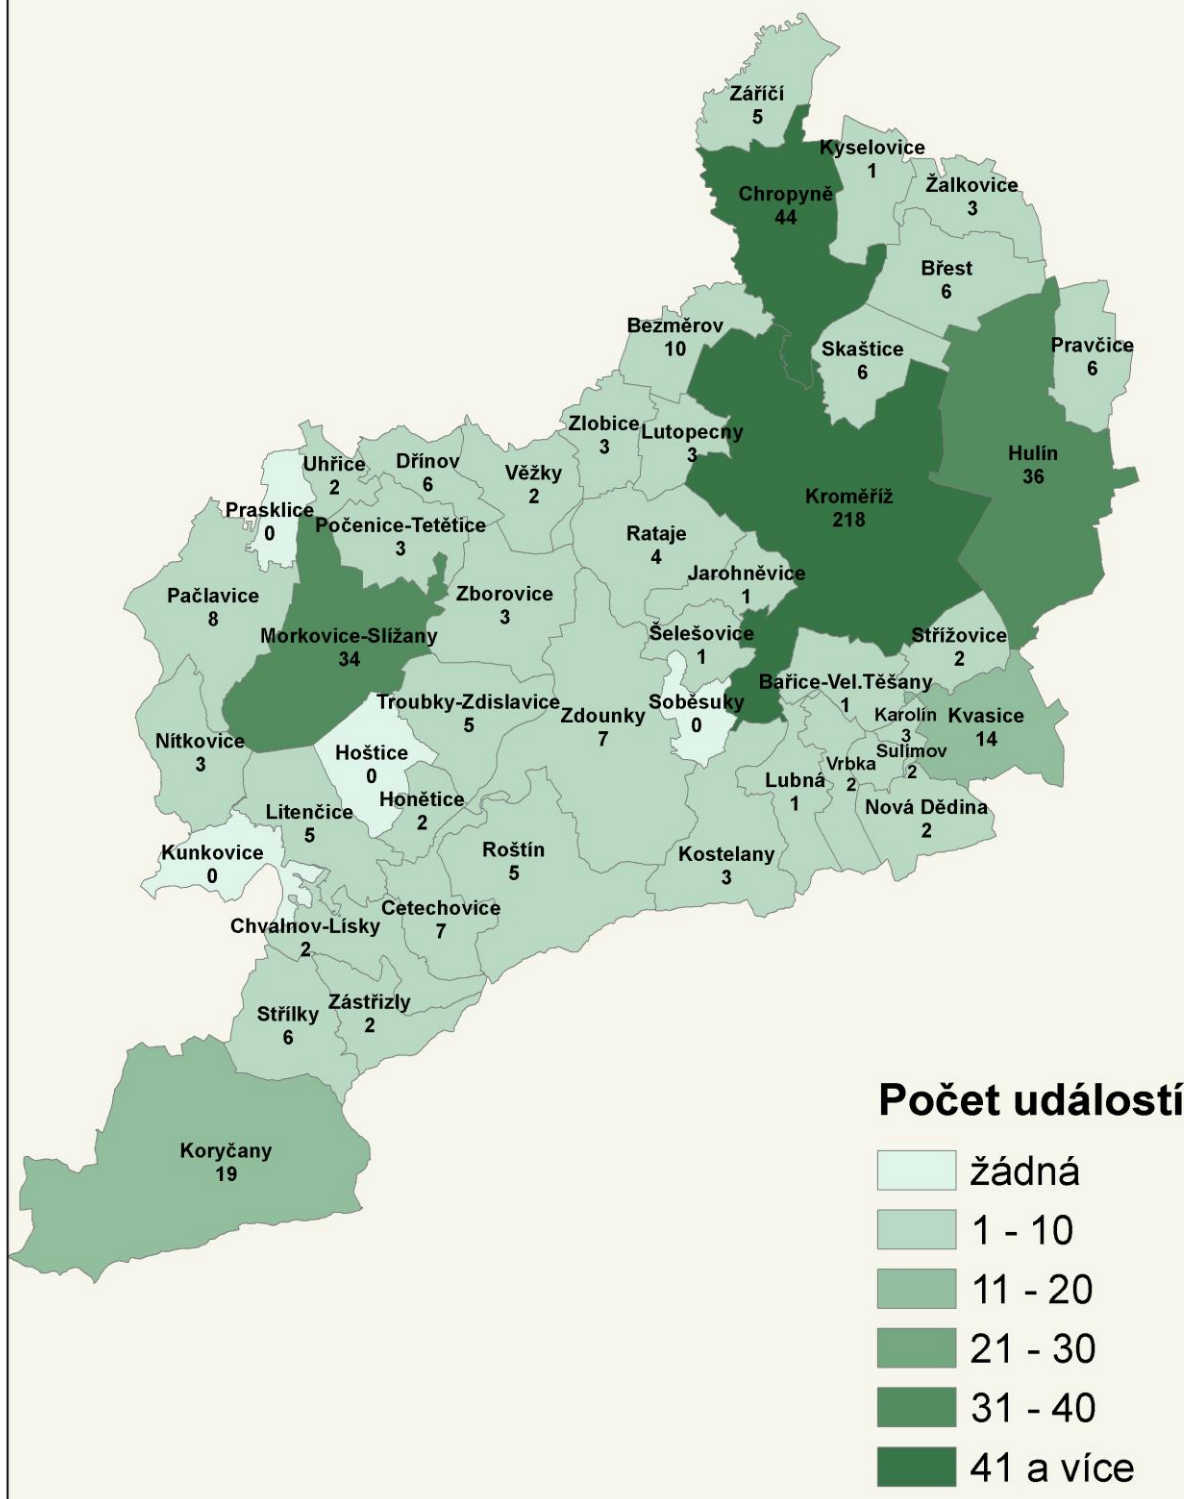 Záříčí
5
Kyselovice
1
Chropyně
44
Žalkovice
3
Břest
6
Bezměrov
10
Skaštice
6
Pravčice
6
Zlobice
3
Lutopecny
3
Hulín
36
Uhřice
2
Dřínov
6
Věžky
2
Kroměříž
218
Prasklice
0
Počenice-Tetětice
3
Rataje
4
Jarohněvice
1
Pačlavice
8
Zborovice
3
Morkovice-Slížany
34
Šelešovice
1
Střížovice
2
Bařice-Vel.Těšany
1
Troubky-Zdislavice
5
Soběsuky
0
Zdounky
7
Karolín
3
Kvasice
14
Nítkovice
3
Hoštice
0
Sulimov
2
Vrbka
2
Lubná
1
Honětice
2
Nová Dědina
2
Litenčice
5
Kunkovice
0
Roštín
5
Kostelany
3
Cetechovice
7
Chvalnov-Lísky
2
Zástřizly
2
Střílky
6
Koryčany
19
Počet událostí
žádná
1 - 10
11 - 20
21 - 30
31 - 40
41 a více